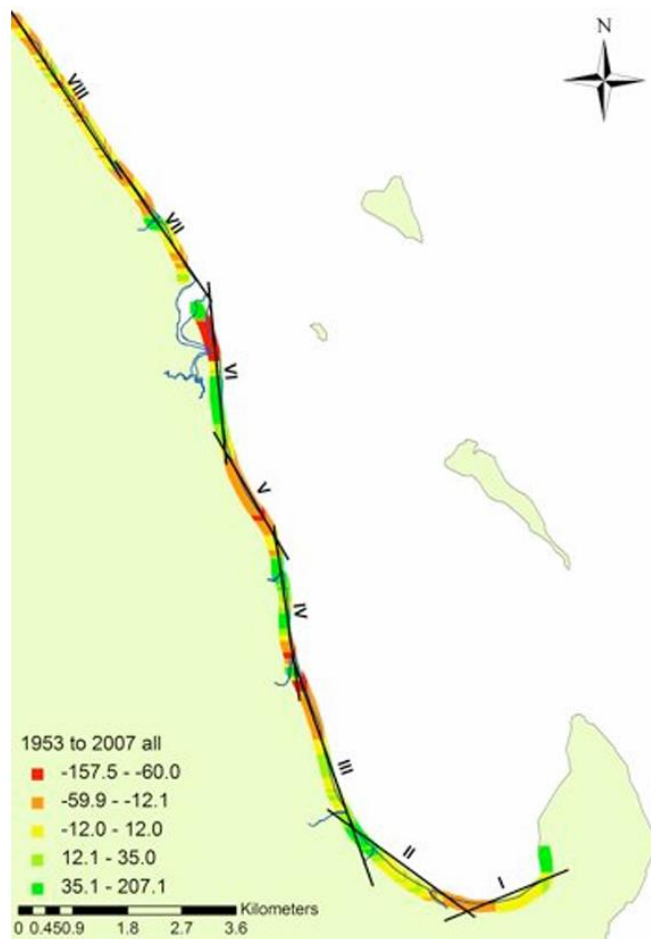 N
VIII
VII
VI
V
IV
III
II
I
1953 to 2007 all
-157.5 - -60.0
-59.9 - -12.1
-12.0 - 12.0
12.1 - 35.0
35.1 - 207.1
0 0.450.9 1.8 2.7 3.6 Kilometers